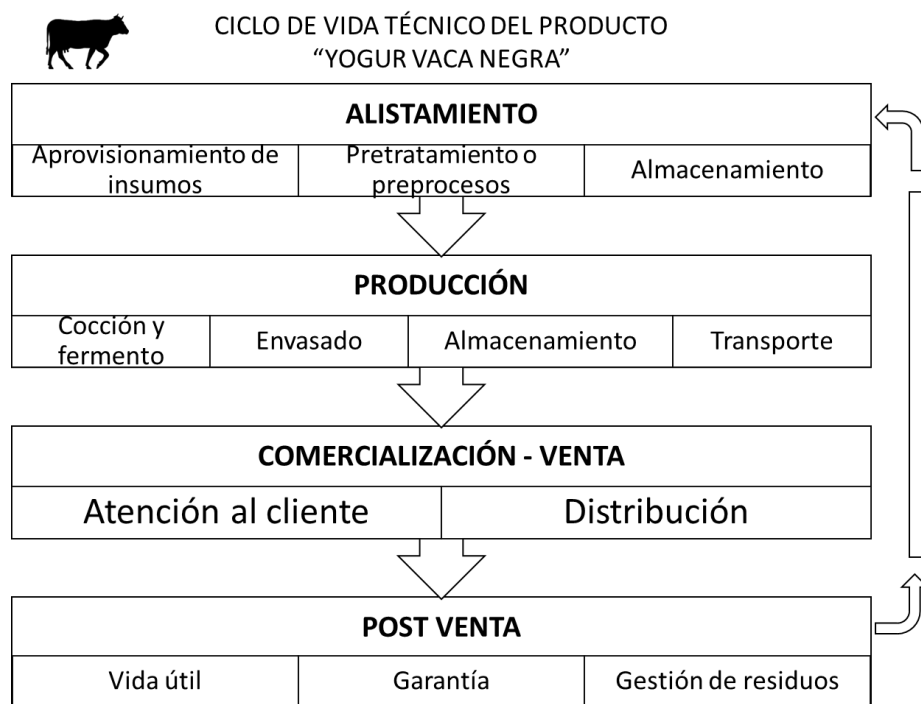 CICLO DE VIDA TÉCNICO DEL PRODUCTO
“YOGUR VACA NEGRA”
ALISTAMIENTO
Aprovisionamiento de
insumos
Pretratamiento o
preprocesos
Almacenamiento
PRODUCCIÓN
Cocción y
fermento
Envasado
Almacenamiento
Transporte
COMERCIALIZACIÓN - VENTA
Atención al cliente
Distribución
POST VENTA
Vida útil
Garantía
Gestión de residuos